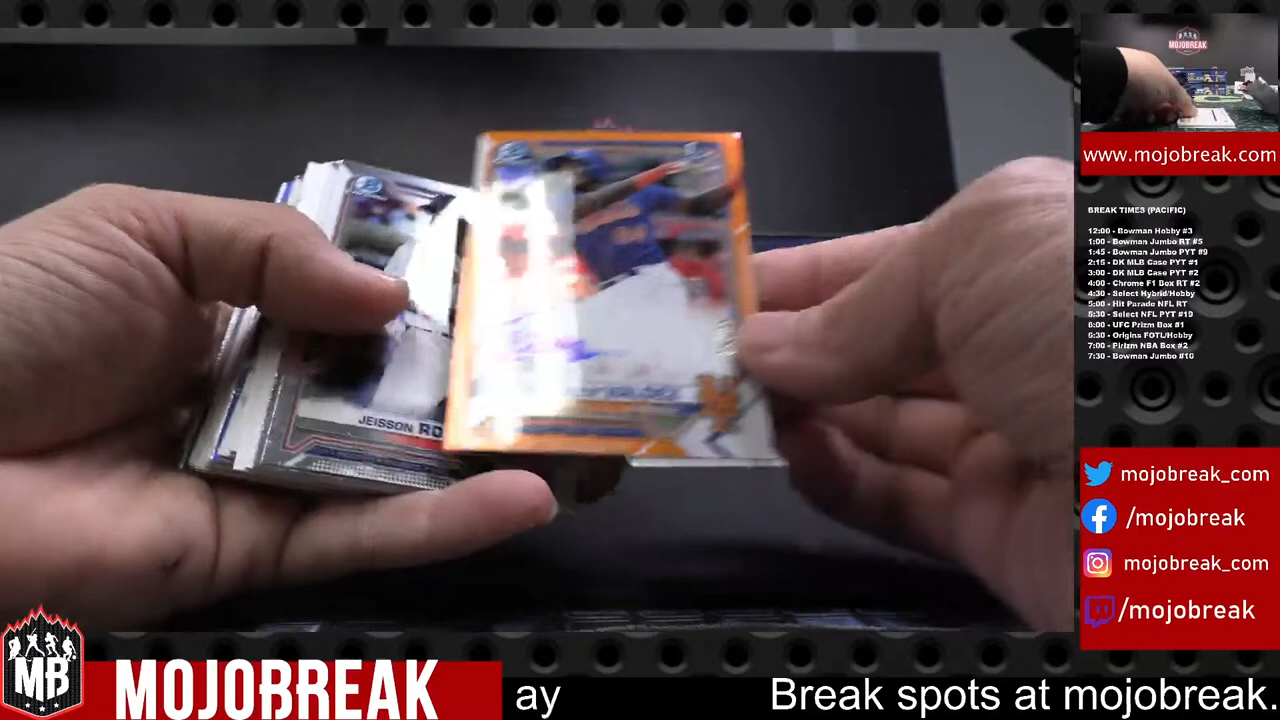 MOJOBREAK
www.mojobreak.com
BREAK TIMES (PACIFIC)
12:00 - Bowman Hobby #3
1:00 - Bowman Jumbo RT #5
1:45 - Bowman Jumbo PYT #9
2:15 - DK MLB Case PYT #1
3:00 - DK MLB Case PYT #2
4:00 - Chrome F1 Box RT #2
4:30 - Select Hybrid/Hobby
5:00 - Hit Parade NFL RT
5:30 - Select NFL PYT #10
6:00 - UFC Prizm Box #1
6:30 - Origins FOTL/Hobby
7:00 - Pirizm NBA Box #2
7:30 - Bowman Jumbo #10
JEISSON RO
mojobreak_com
/mojobreak
mojobreak_com
/mojobreak
MB
MOJOBREAK
ay
Break spots at mojobreak.